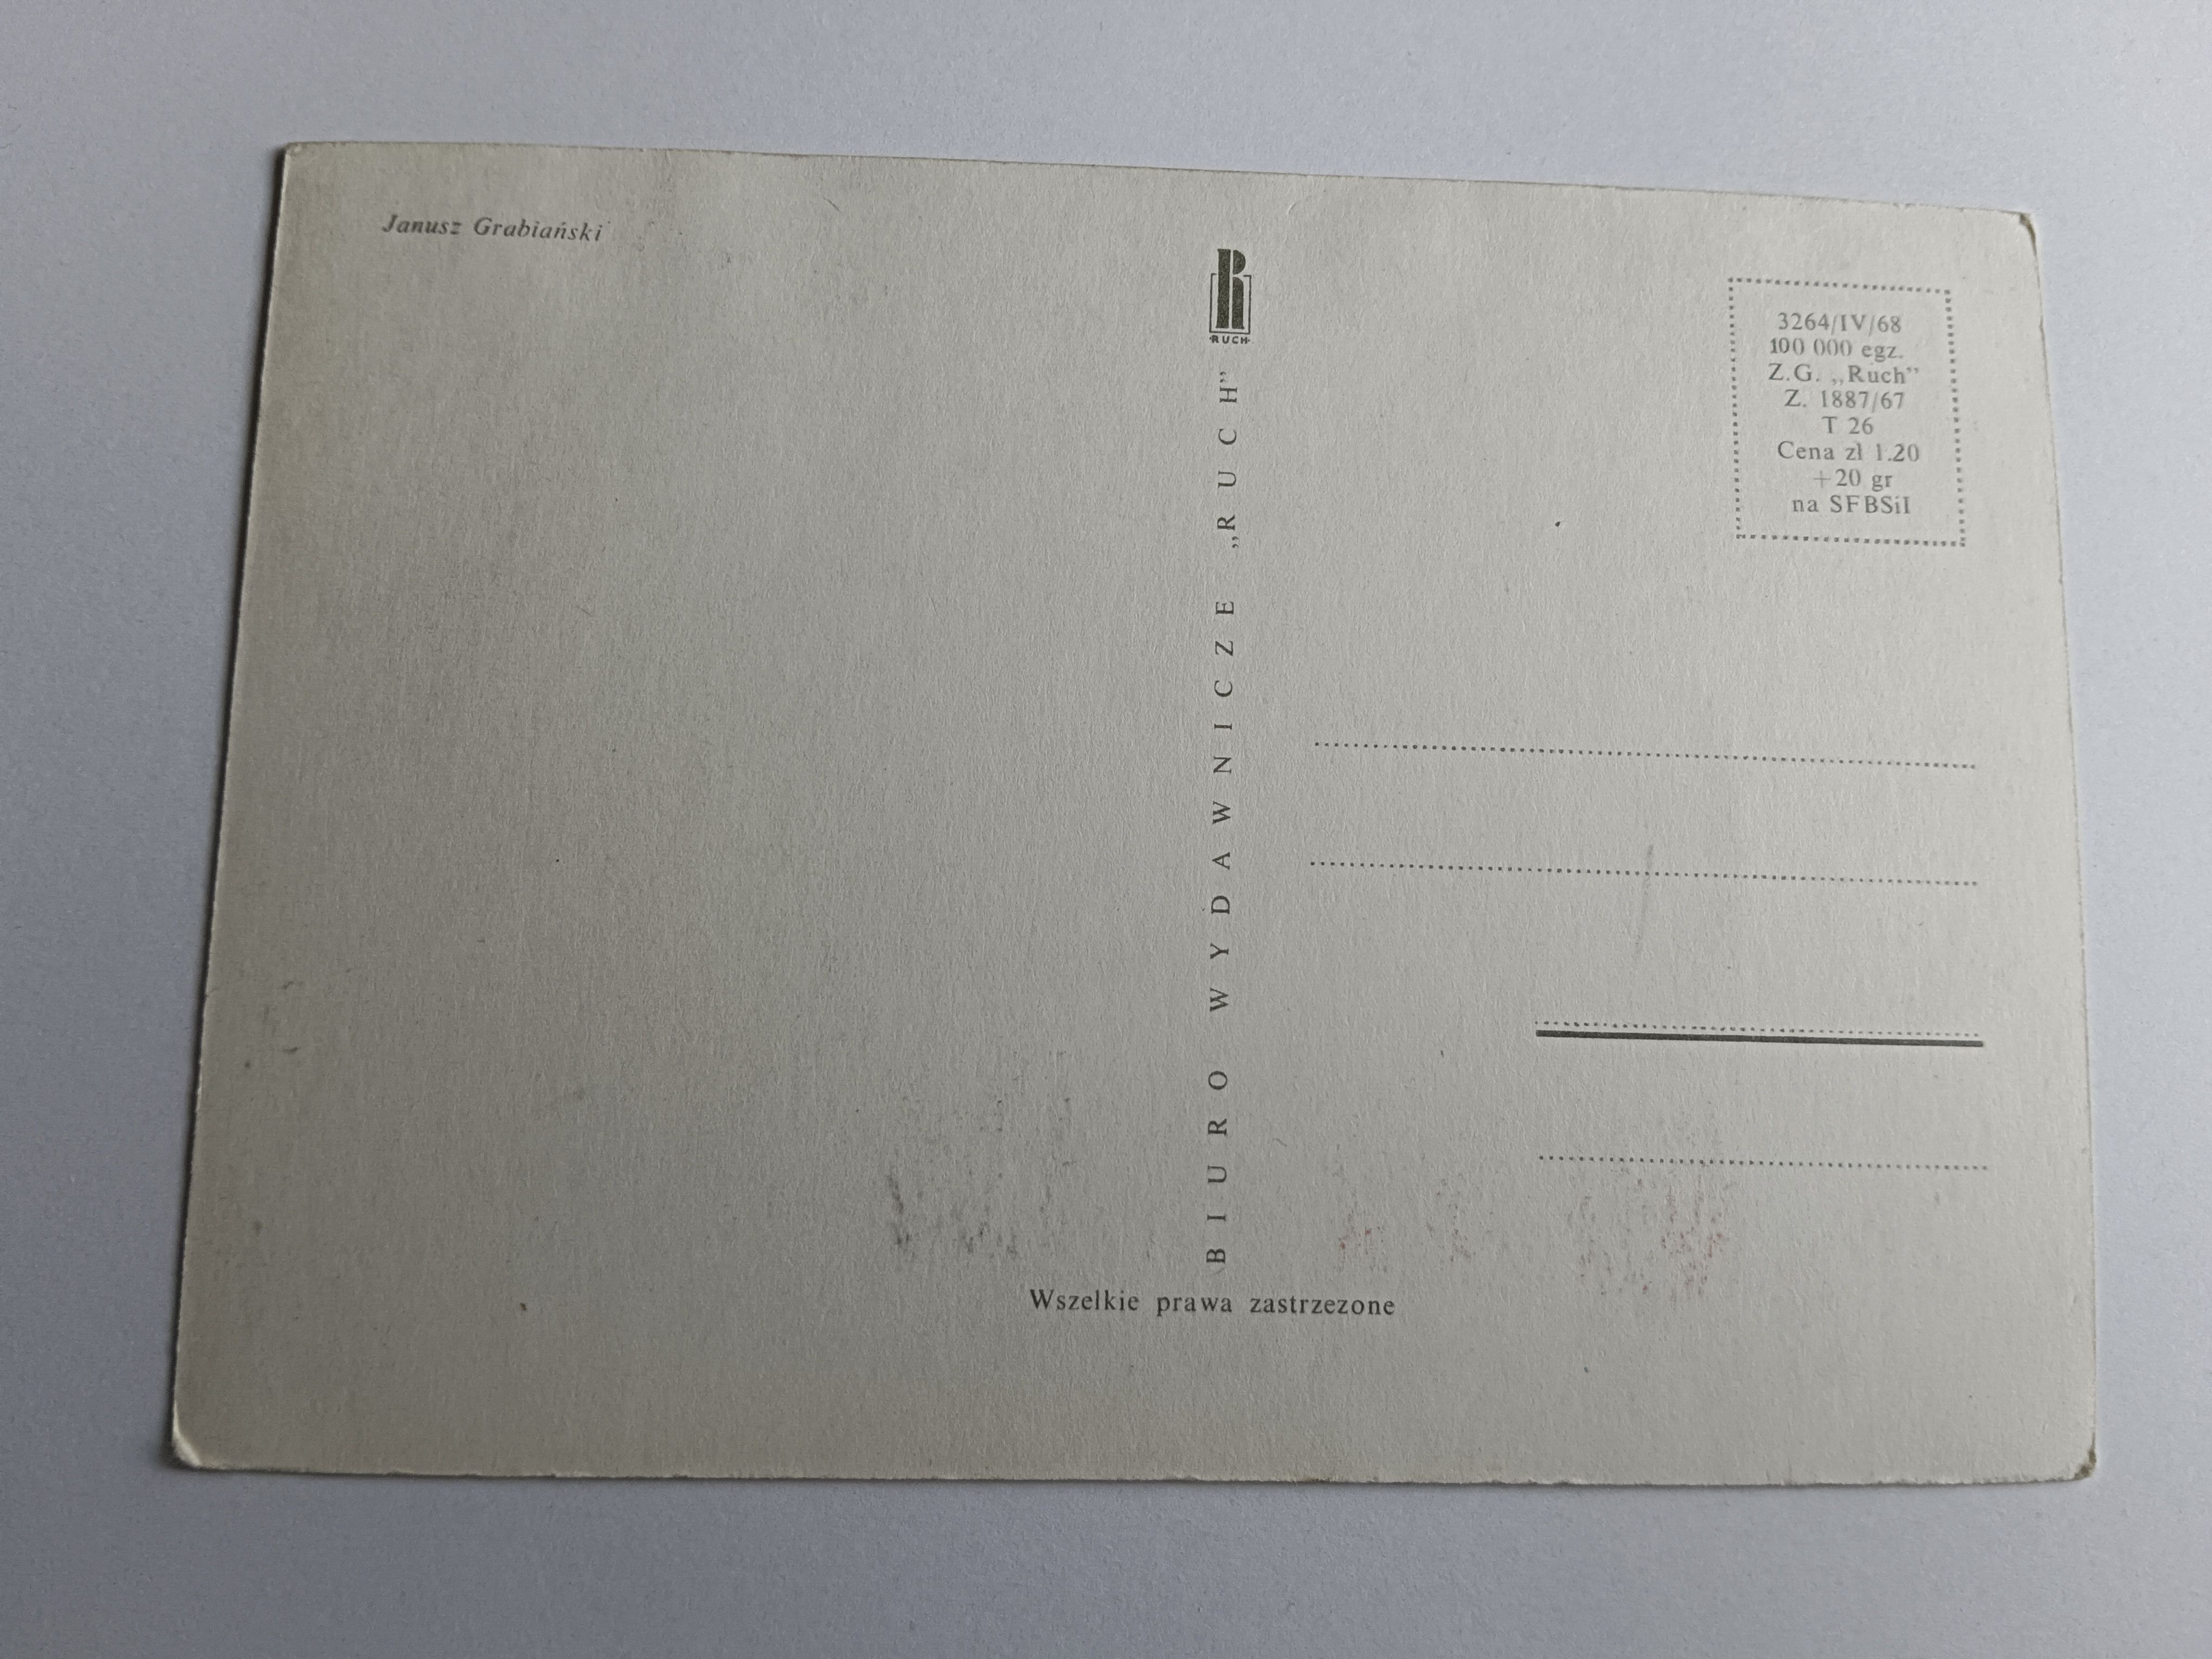 Janusz Grabiański
R
RUCH
BIURO WYDAWNICZE „RUCH”
3264/IV/68
100 000 egz.
Z.G. „Ruch”
Z. 1887/67
T 26
Cena zł 1.20
+20 gr
na SFBSiI
Wszelkie prawa zastrzezone